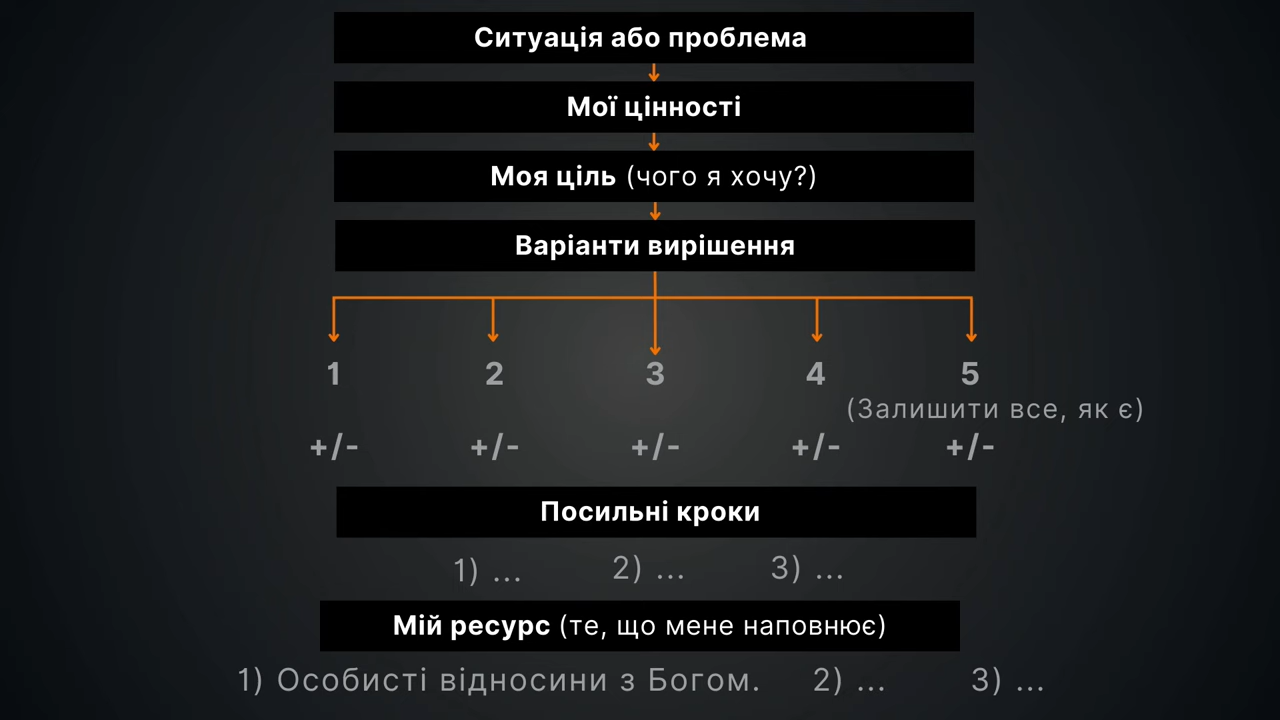 Ситуація або проблема
Мої цінності
Моя ціль (чого я хочу?)
Варіанти вирішення
1 2 3 4 5
(Залишити все, як є)
+/- +/- +/- +/- +/-
Посильні кроки
1) ... 2) ... 3) ...
Мій ресурс (те, що мене наповнює)
1) Особисті відносини з Богом. 2) ... 3) ...